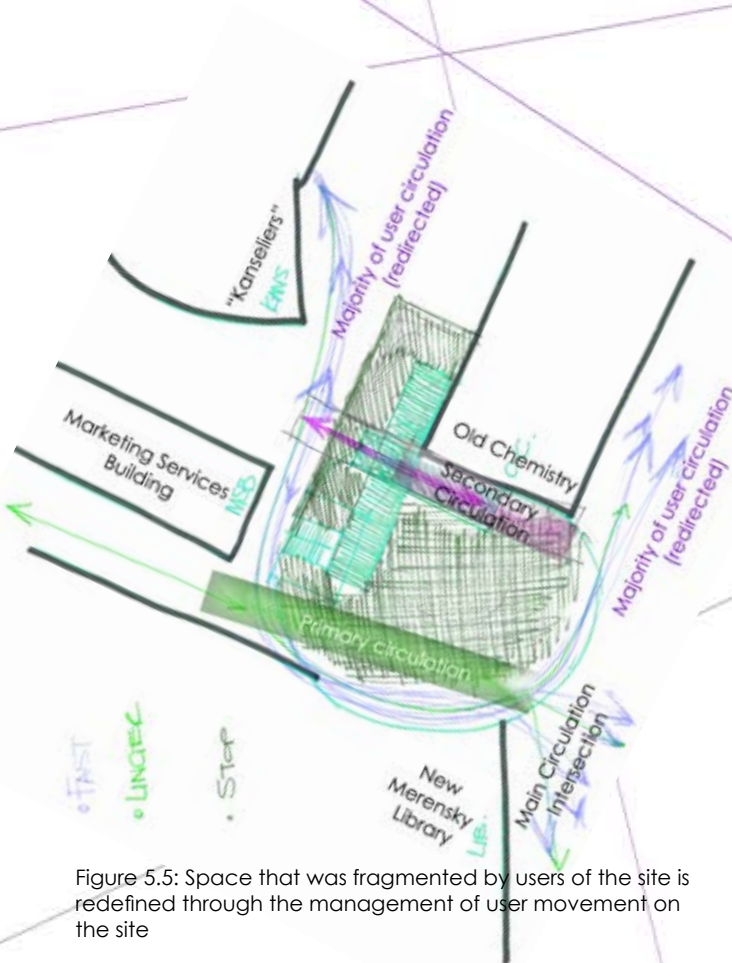 "Kanseliers"
KANS
Majority of user circulation
(redirected)
Marketing Services
Building
MSB
Old Chemistry
O.C.
Secondary
Circulation
Majority of user circulation
(redirected)
Primary circulation
Main Circulation
Intersection
New
Merensky
Library
LIB.
FAST
LINGER
STOP
Figure 5.5: Space that was fragmented by users of the site is
redefined through the management of user movement on
the site